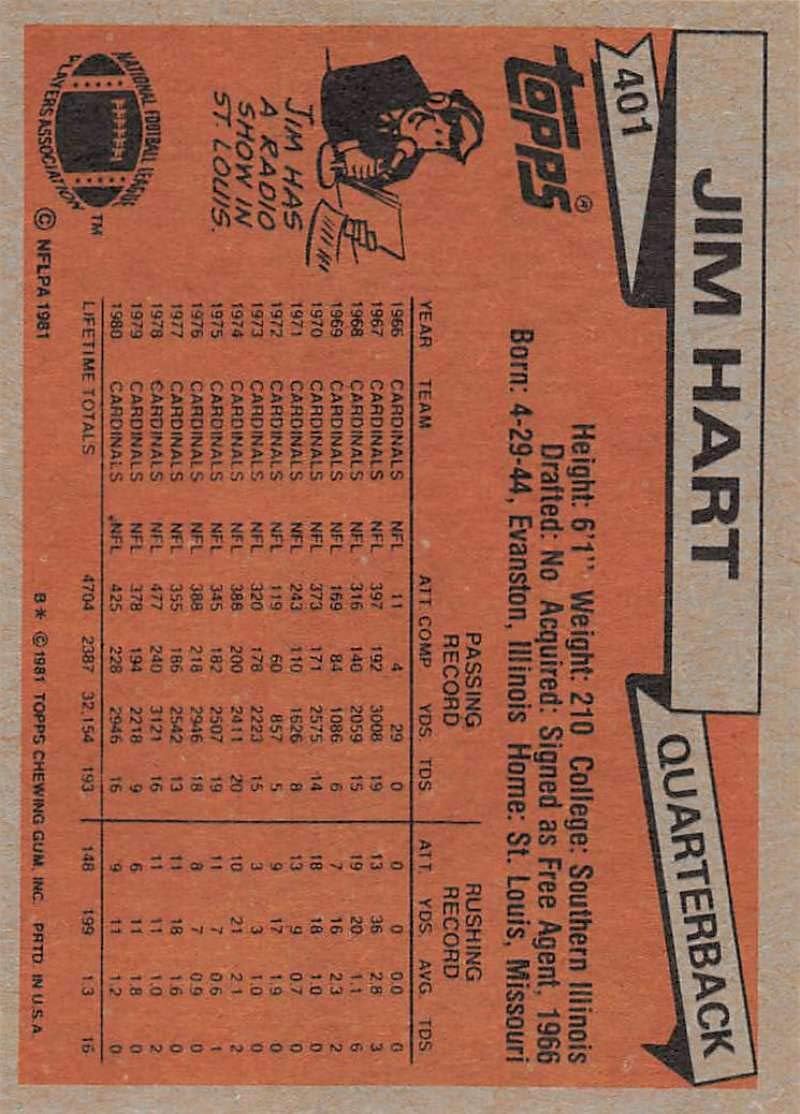 401
JIM HART
QUARTERBACK
TOPPS®
Height: 6'1". Weight: 210 College: Southern Illinois
Drafted: No Acquired: Signed as Free Agent, 1966
Born: 4-29-44, Evanston, Illinois Home: St. Louis, Missouri
JIM HAS
A RADIO
SHOW IN
ST. LOUIS.
PASSING RUSHING
RECORD RECORD
YEAR TEAM ATT. COMP YDS. TDS ATT. YDS. AVG. TDS
1966 CARDINALS NFL 11 4 29 0 0 0 0.0 0
1967 CARDINALS NFL 397 192 3008 19 13 36 2.8 3
1968 CARDINALS NFL 316 140 2059 15 19 20 1.1 6
1969 CARDINALS NFL 169 84 1086 6 7 16 2.3 2
1970 CARDINALS NFL 373 171 2575 14 18 18 1.0 0
1971 CARDINALS NFL 243 110 1626 8 13 9 0.7 0
1972 CARDINALS NFL 119 60 857 5 9 17 1.9 0
1973 CARDINALS NFL 320 178 2223 15 3 3 1.0 0
1974 CARDINALS NFL 388 200 2411 20 10 21 2.1 2
1975 CARDINALS NFL 345 182 2507 19 11 7 0.6 1
1976 CARDINALS NFL 388 218 2946 18 8 7 0.9 0
1977 CARDINALS NFL 355 186 2542 13 11 18 1.6 0
1978 CARDINALS NFL 477 240 3121 16 11 11 1.0 2
1979 CARDINALS NFL 378 194 2218 9 6 11 1.8 0
1980 CARDINALS NFL 425 228 2946 16 9 11 1.2 0
LIFETIME TOTALS 4704 2387 32,154 193 148 199 1.3 16
NATIONAL FOOTBALL LEAGUE
PLAYERS ASSOCIATION ™
© NFLPA 1981
B* © 1981 TOPPS CHEWING GUM, INC. PRTD. IN U.S.A.